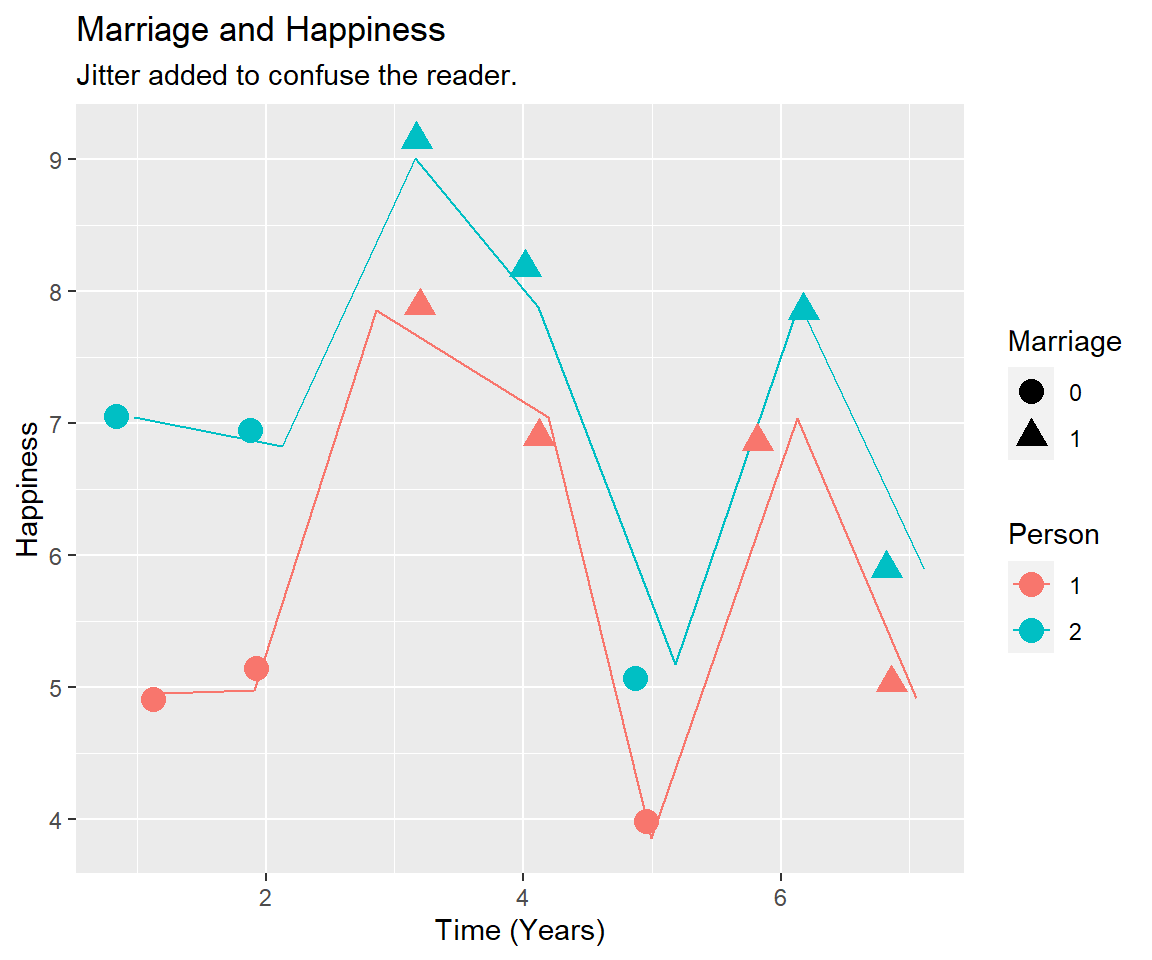 Marriage and Happiness
Jitter added to confuse the reader.
9
8
7
6
5
4
Happiness
2
4
6
Time (Years)
Marriage
0
1
Person
1
2